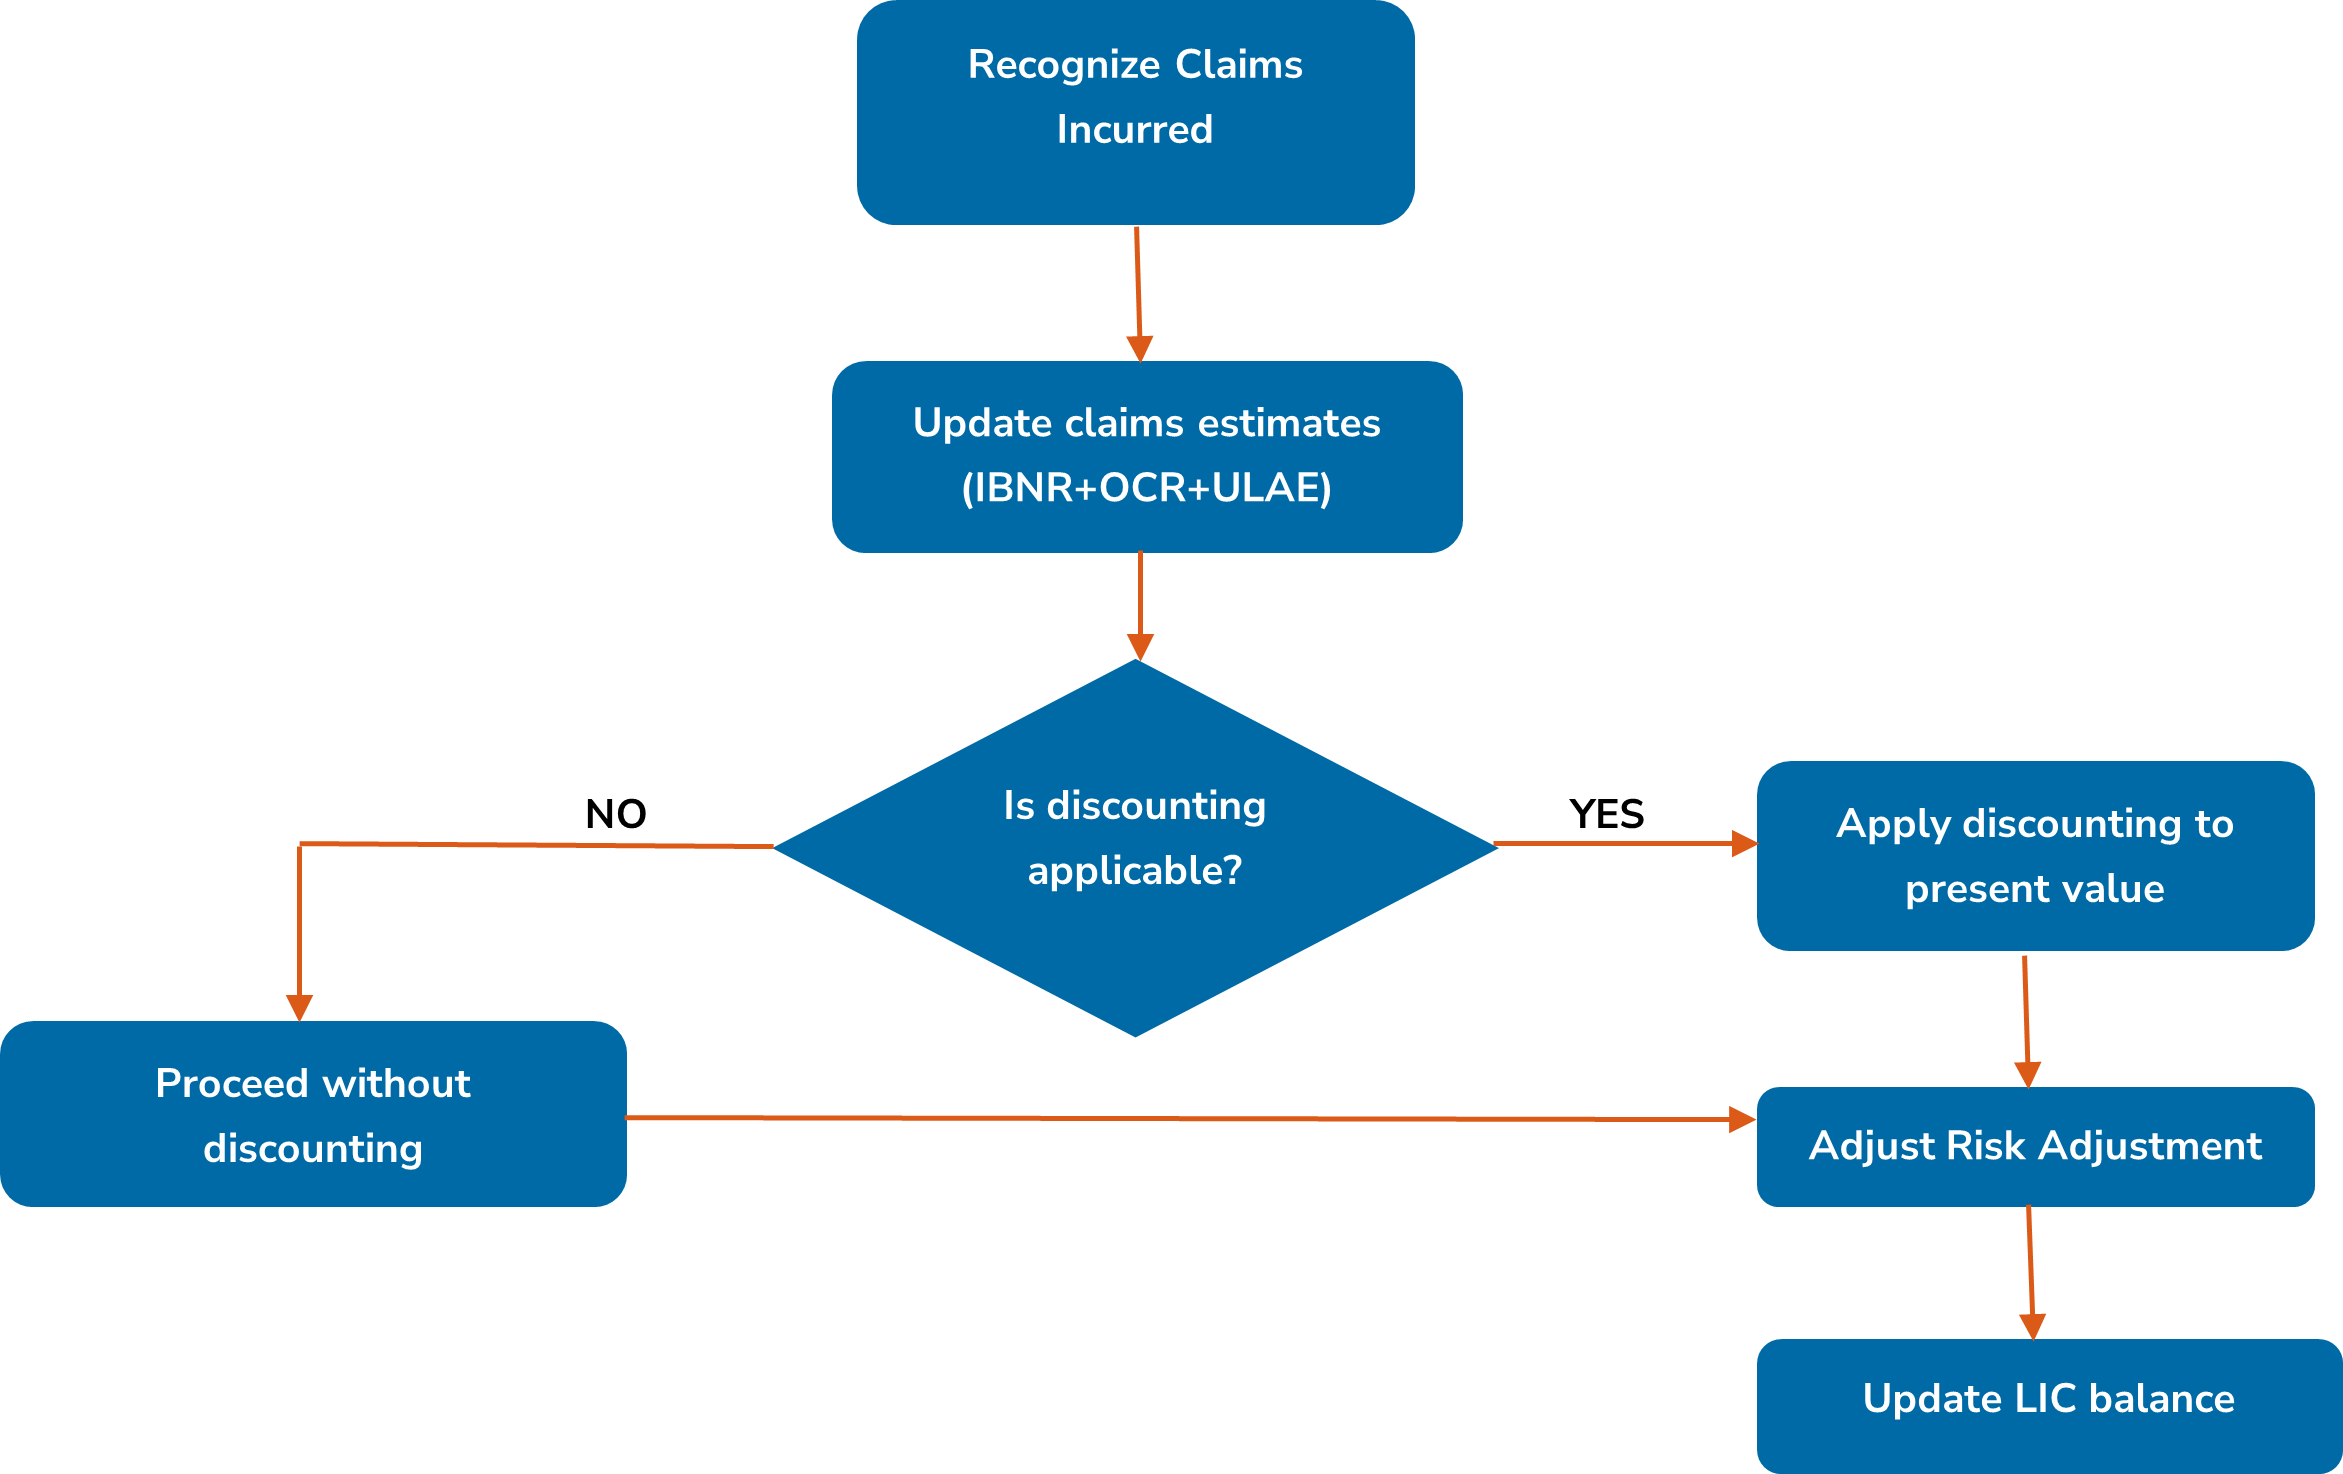 Recognize Claims
Incurred
Update claims estimates
(IBNR+OCR+ULAE)
Is discounting
applicable?
NO
YES
Apply discounting to
present value
Proceed without
discounting
Adjust Risk Adjustment
Update LIC balance